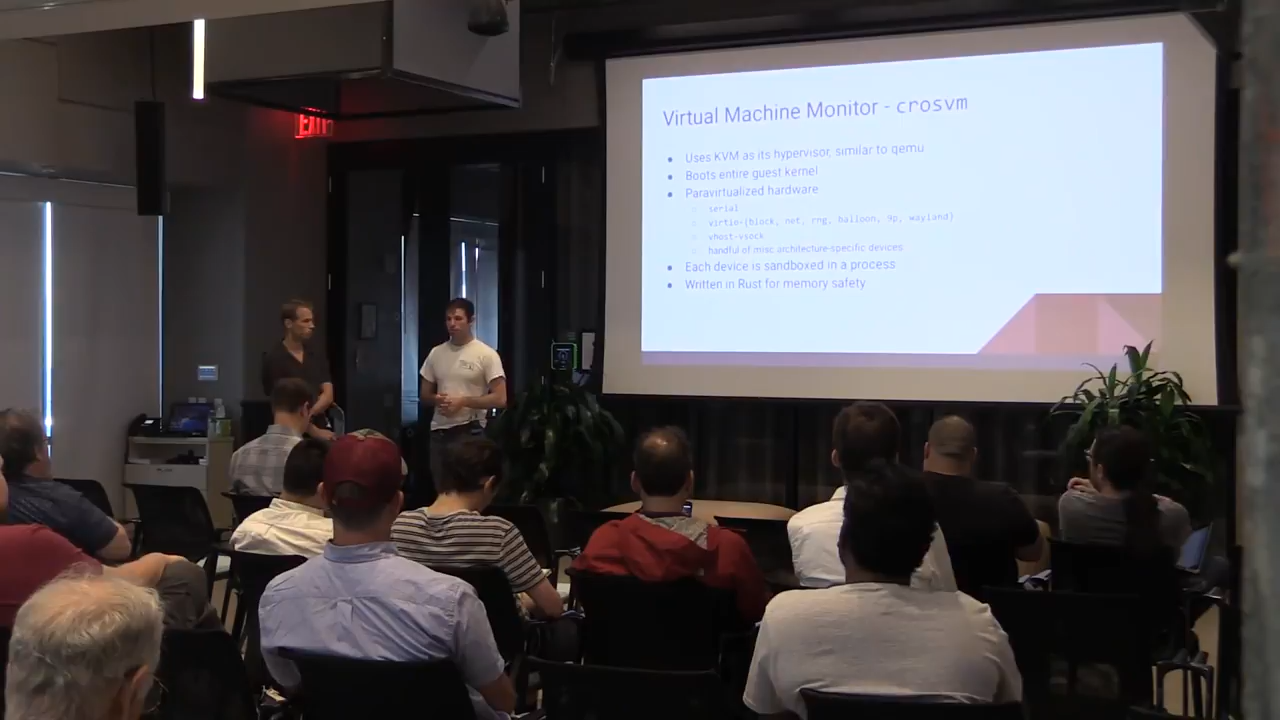 EXIT
Virtual Machine Monitor - crosvm
● Uses KVM as its hypervisor, similar to qemu
● Boots entire guest kernel
● Paravirtualized hardware
○ serial
○ virtio-{block, net, rng, balloon, 9p, wayland}
○ vhost-vsock
○ handful of misc architecture-specific devices
● Each device is sandboxed in a process
● Written in Rust for memory safety